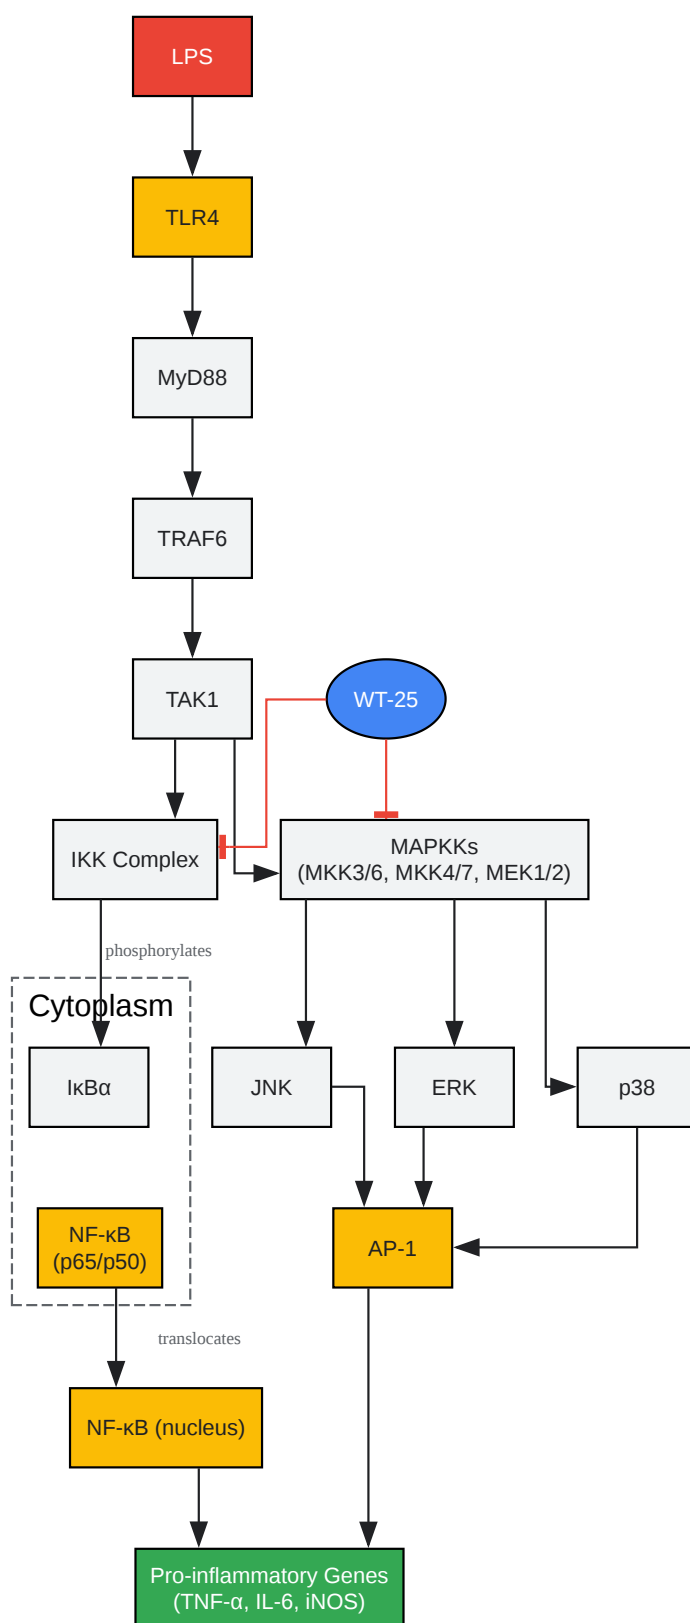 LPS
TLR4
MyD88
TRAF6
TAK1
WT-25
IKK Complex
MAPKKs
(MKK3/6, MKK4/7, MEK1/2)
phosphorylates
Cytoplasm
IκBα
JNK
ERK
p38
NF-κB
(p65/p50)
AP-1
translocates
NF-κB (nucleus)
Pro-inflammatory Genes
(TNF-α, IL-6, iNOS)